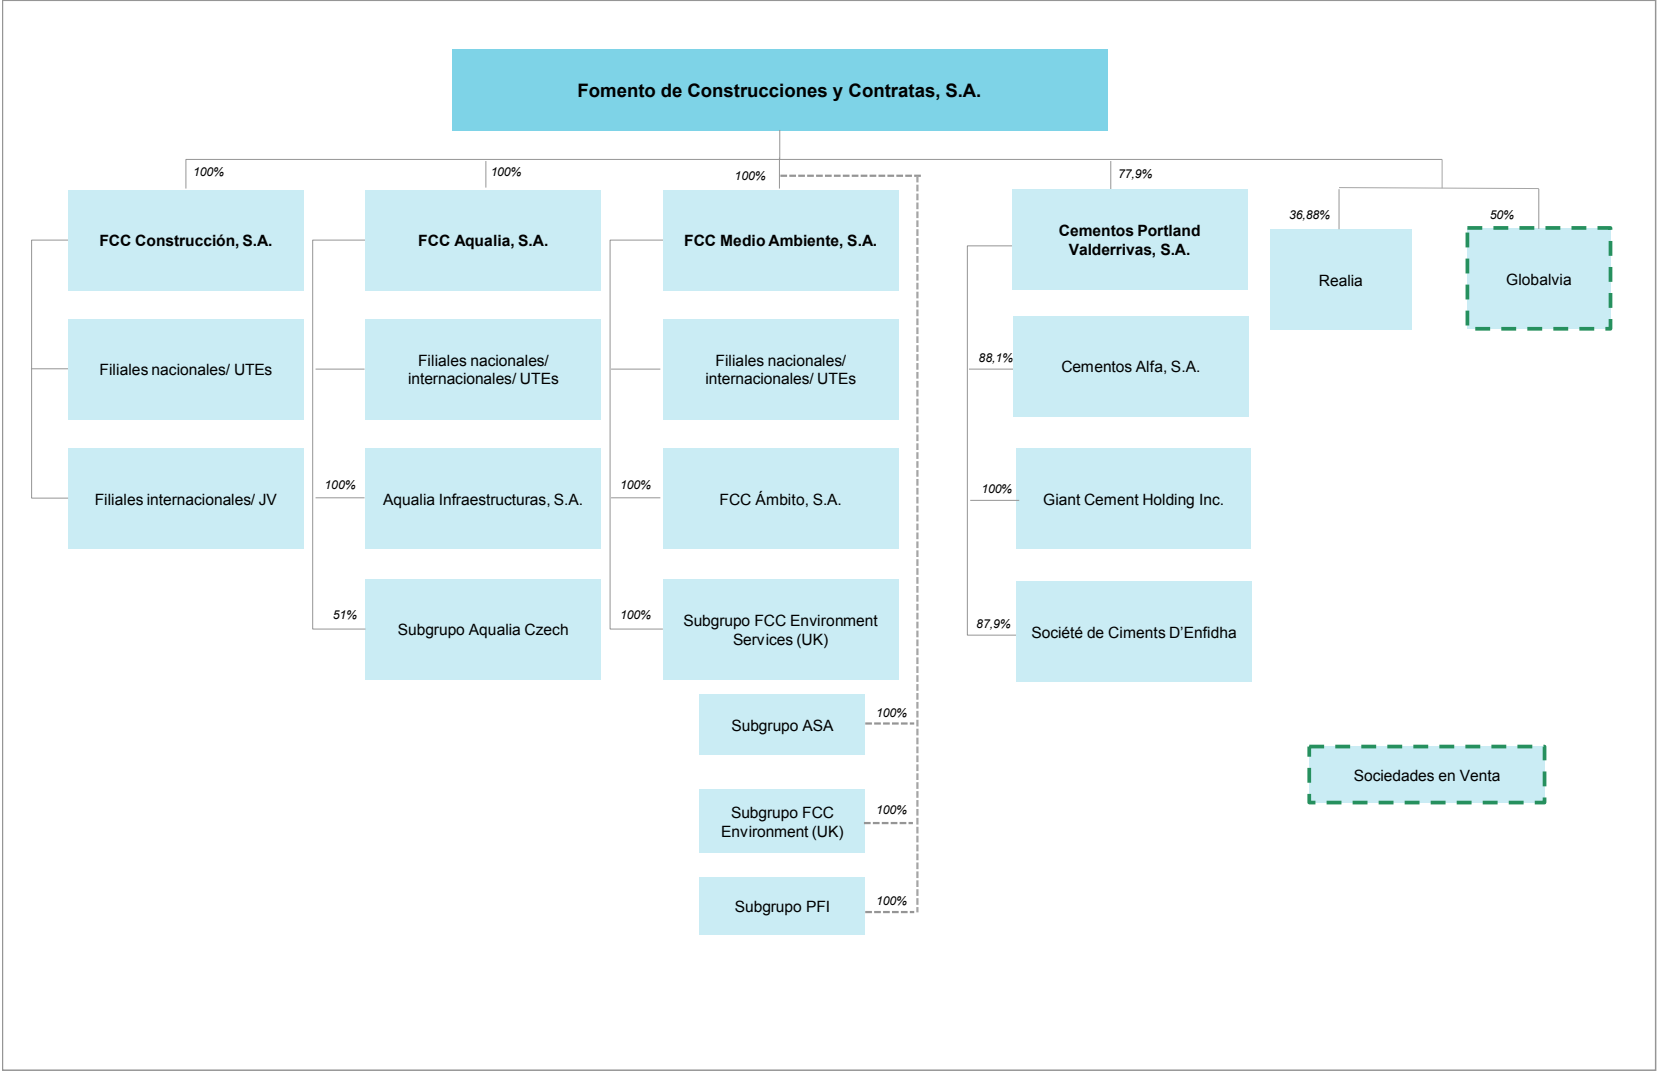 Fomento de Construcciones y Contratas, S.A.
100%
100%
100%
77,9%
36,88%
50%
FCC Construcción, S.A.
FCC Aqualia, S.A.
FCC Medio Ambiente, S.A.
Cementos Portland
Valderrivas, S.A.
Realia
Globalvia
Filiales nacionales/ UTEs
Filiales nacionales/
internacionales/ UTEs
Filiales nacionales/
internacionales/ UTEs
88,1%
Cementos Alfa, S.A.
Filiales internacionales/ JV
100%
Aqualia Infraestructuras, S.A.
100%
FCC Ámbito, S.A.
100%
Giant Cement Holding Inc.
51%
Subgrupo Aqualia Czech
100%
Subgrupo FCC Environment
Services (UK)
87,9%
Société de Ciments D'Enfidha
Subgrupo ASA
100%
Sociedades en Venta
Subgrupo FCC
Environment (UK)
100%
Subgrupo PFI
100%